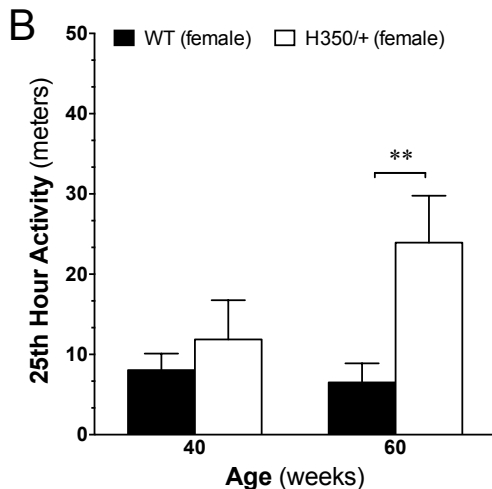 B
WT (female) H350/+ (female)
50
40
30
20
10
0
25th Hour Activity (meters)
**
40 60
Age (weeks)